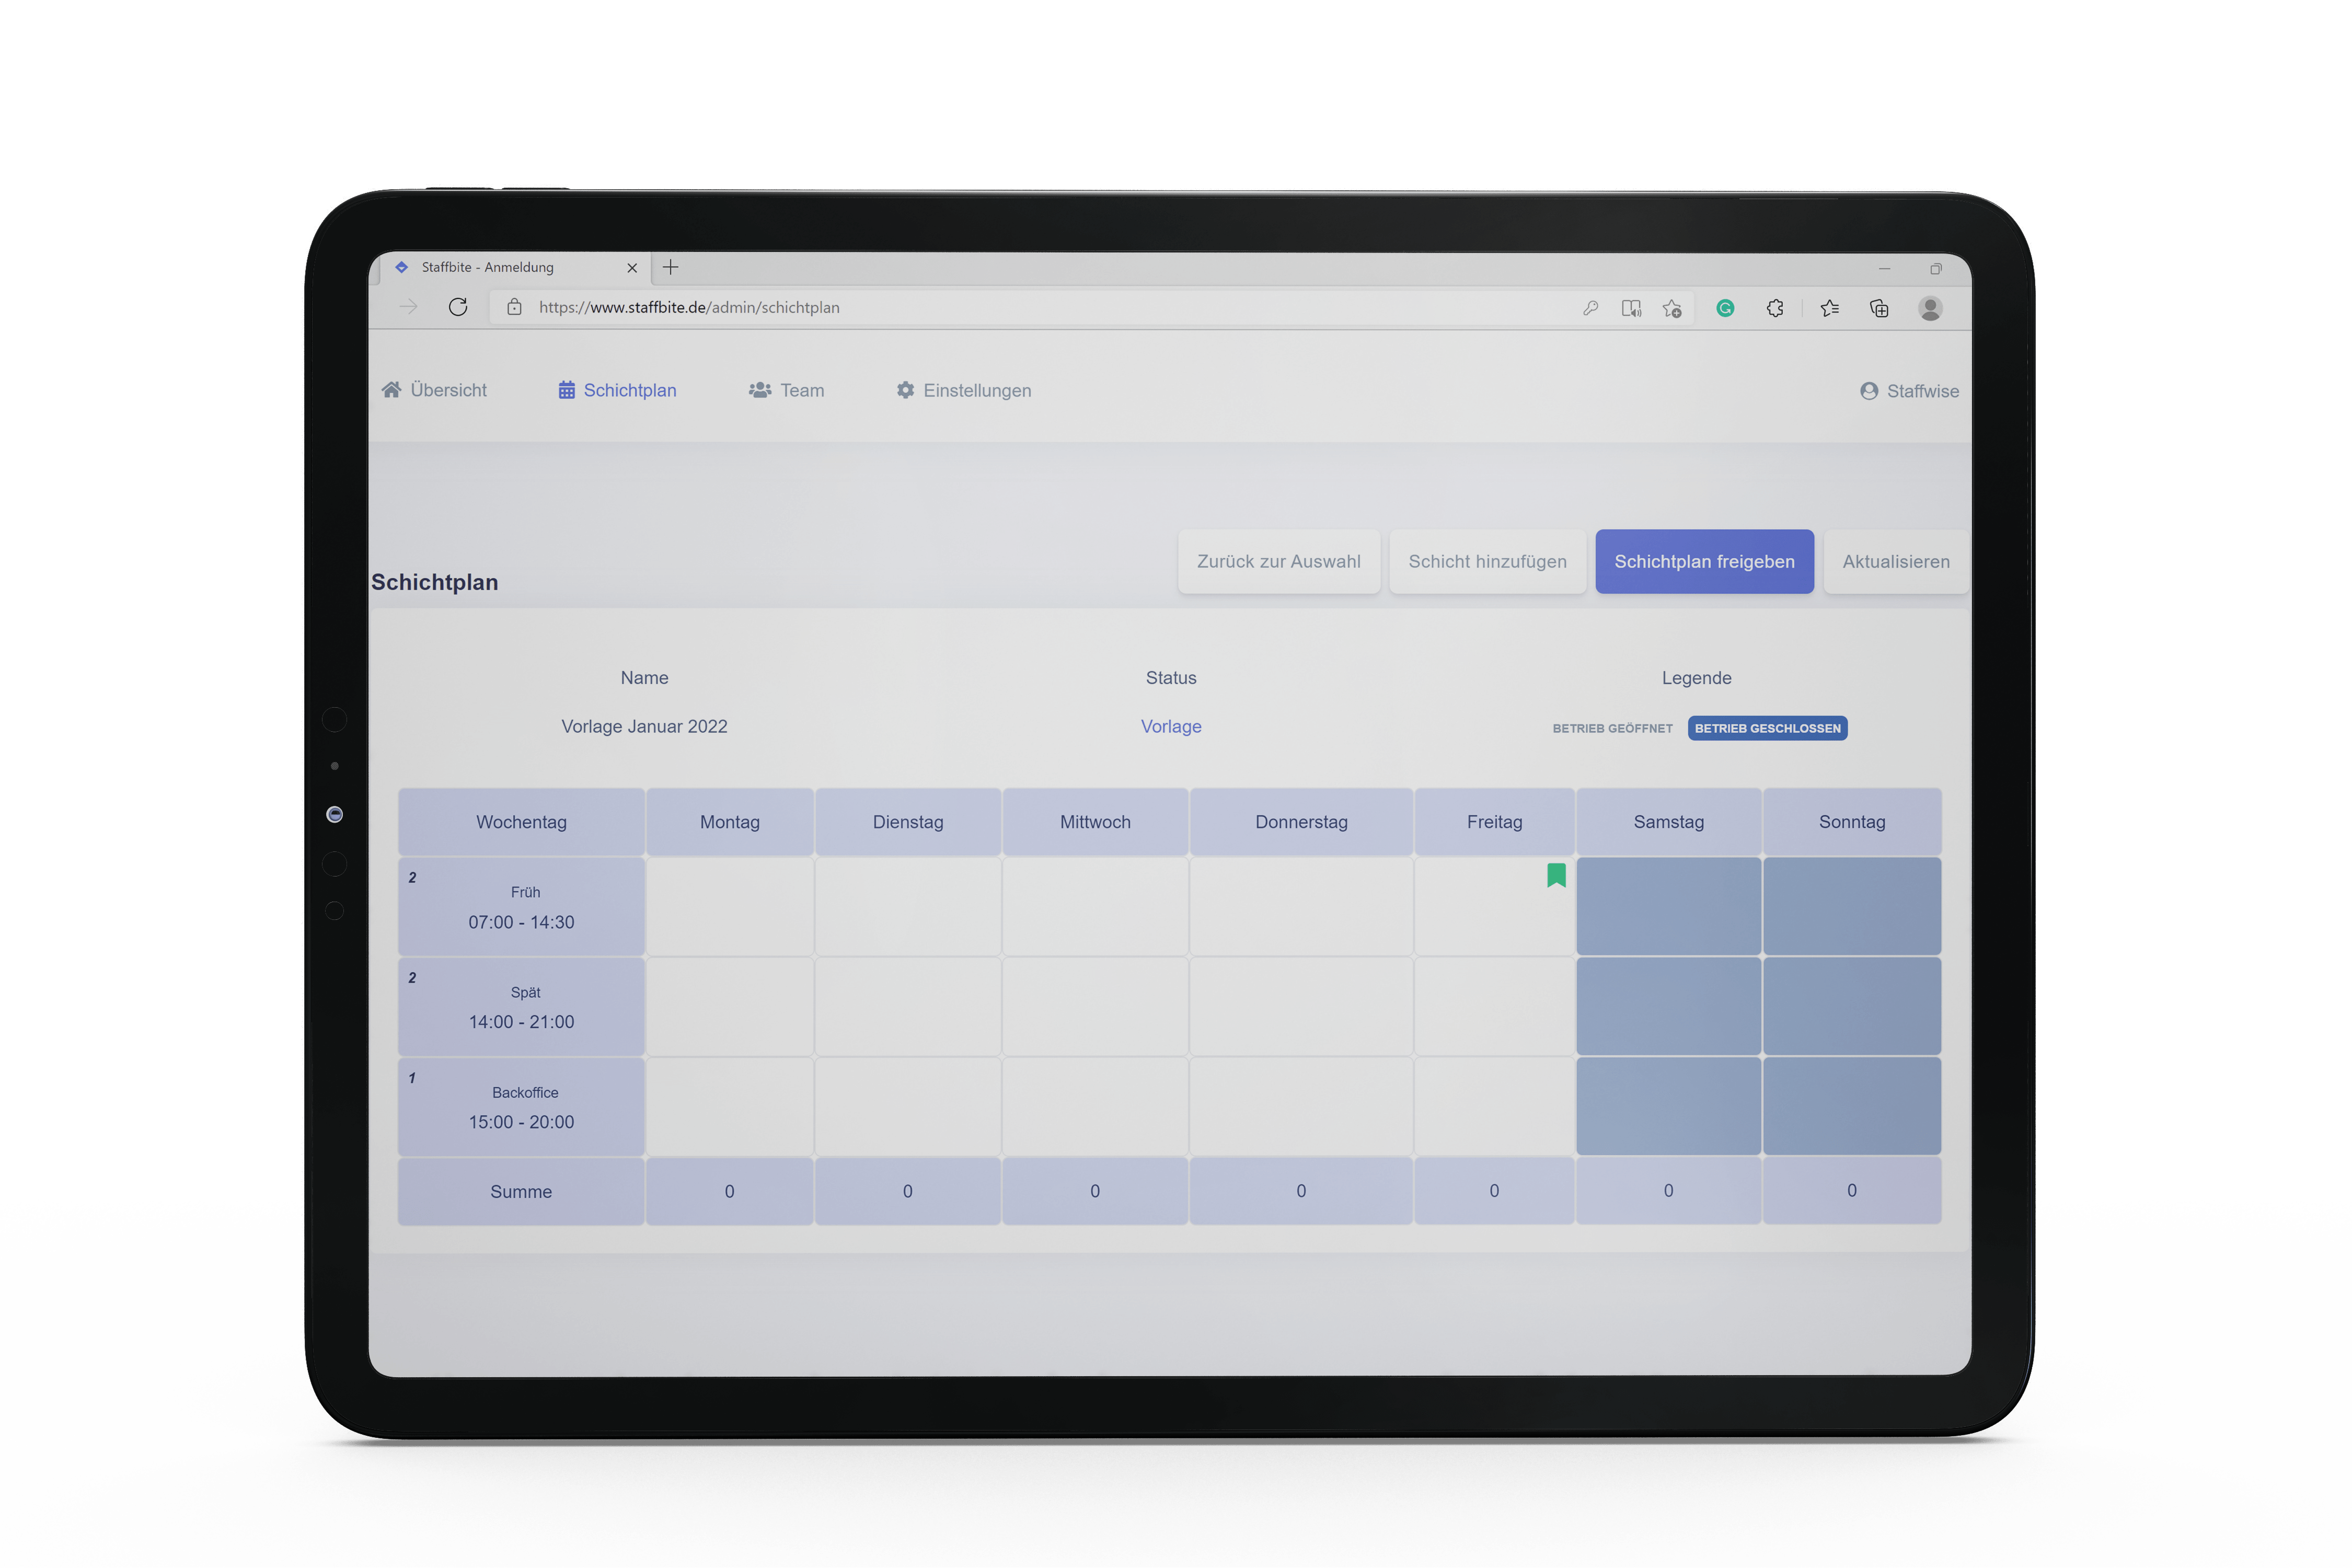 Staffbite - Anmeldung
https://www.staffbite.de/admin/schichtplan
Übersicht Schichtplan Team Einstellungen Staffwise
Zurück zur Auswahl Schicht hinzufügen Schichtplan freigeben Aktualisieren
Schichtplan
Name Status Legende
Vorlage Januar 2022 Vorlage BETRIEB GEÖFFNET BETRIEB GESCHLOSSEN
Wochentag Montag Dienstag Mittwoch Donnerstag Freitag Samstag Sonntag
2
Früh
07:00 - 14:30
2
Spät
14:00 - 21:00
1
Backoffice
15:00 - 20:00
Summe 0 0 0 0 0 0 0